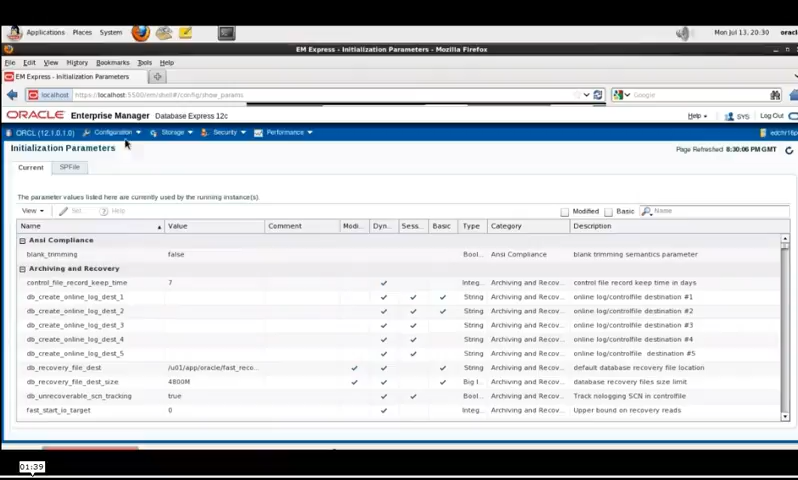 Applications Places System Mon Jul 13, 20:30 oracle
EM Express - Initialization Parameters - Mozilla Firefox
File Edit View History Bookmarks Tools Help
EM Express - Initialization Parameters
localhost https://localhost:5500/em/shell#/config/show_params Google
ORACLE Enterprise Manager Database Express 12c Help SYS Log Out
ORCL (12.1.0.1.0) Configuration Storage Security Performance
Initialization Parameters Page Refreshed 8:30:06 PM GMT
Current SPFile
The parameter values listed here are currently used by the running instance(s).
View Set... Help Modified Basic Name
Name Value Comment Modi... Dyn... Sess... Basic Type Category Description
Ansi Compliance
blank_trimming false Bool... Ansi Compliance blank trimming semantics parameter
Archiving and Recovery
control_file_record_keep_time 7 Integ... Archiving and Recov... control file record keep time in days
db_create_online_log_dest_1 String Archiving and Recov... online log/controlfile destination #1
db_create_online_log_dest_2 String Archiving and Recov... online log/controlfile destination #2
db_create_online_log_dest_3 String Archiving and Recov... online log/controlfile destination #3
db_create_online_log_dest_4 String Archiving and Recov... online log/controlfile destination #4
db_create_online_log_dest_5 String Archiving and Recov... online log/controlfile destination #5
db_recovery_file_dest /u01/app/oracle/fast_reco... String Archiving and Recov... default database recovery file location
db_recovery_file_dest_size 4800M Big I... Archiving and Recov... database recovery files size limit
db_unrecoverable_scn_tracking true Bool... Archiving and Recov... Track nologging SCN in controlfile
fast_start_io_target 0 Integ... Archiving and Recov... Upper bound on recovery reads
01:39